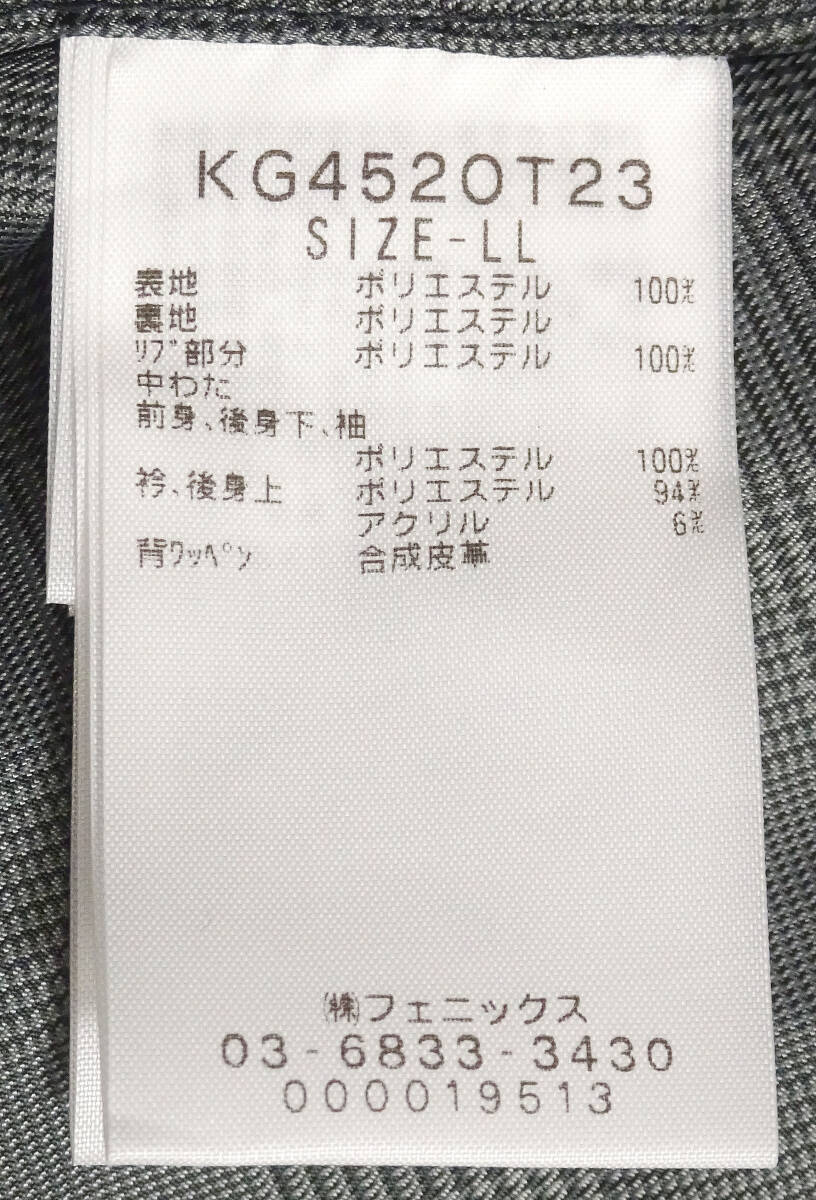 KG4520T23
SIZE-LL
表地 ポリエステル 100%
裏地 ポリエステル
ﾘﾌﾞ部分 ポリエステル 100%
中わた
前身、後身下、袖
ポリエステル 100%
衿、後身上 ポリエステル 94%
アクリル 6%
背ﾜｯﾍﾟﾝ 合成皮革
㈱フェニックス
03-6833-3430
000019513